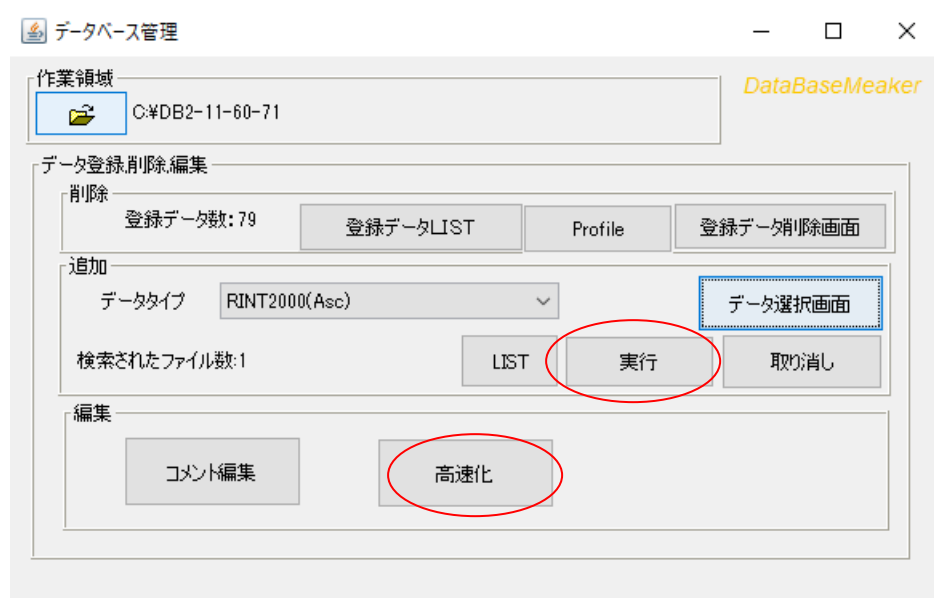 データベース管理
作業領域
DataBaseMeaker
C:¥DB2-11-60-71
データ登録,削除,編集
削除
登録データ数: 79
登録データLIST
Profile
登録データ削除画面
追加
データタイプ
RINT2000(Asc)
データ選択画面
検索されたファイル数:1
LIST
実行
取り消し
編集
コメント編集
高速化